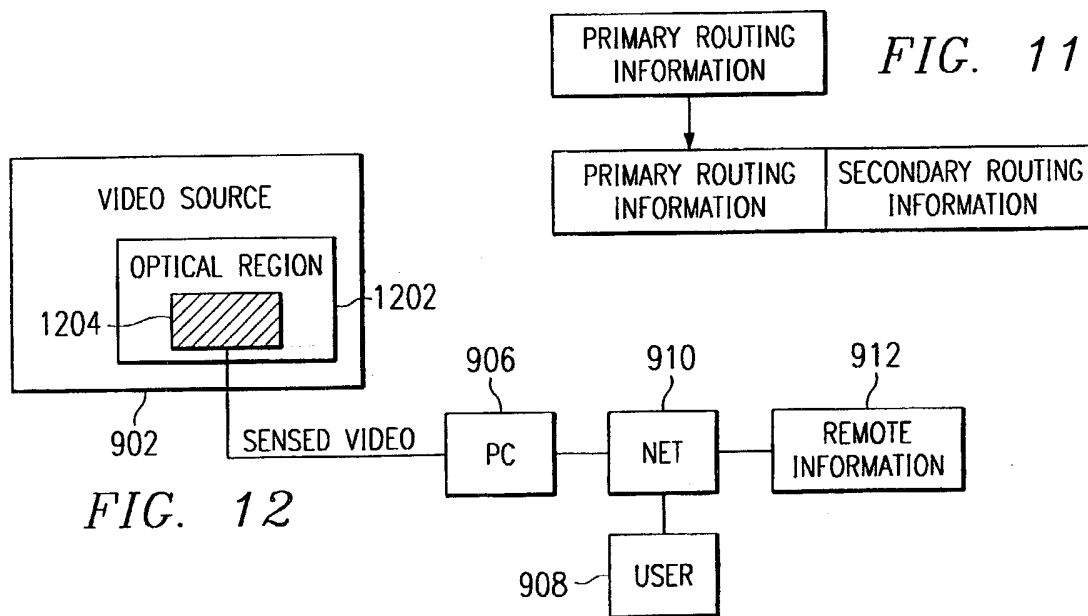 PRIMARY ROUTING
INFORMATION
FIG. 11
PRIMARY ROUTING
INFORMATION
SECONDARY ROUTING
INFORMATION
VIDEO SOURCE
OPTICAL REGION
1202
1204
902
SENSED VIDEO
906
PC
910
NET
912
REMOTE
INFORMATION
908
USER
FIG. 12